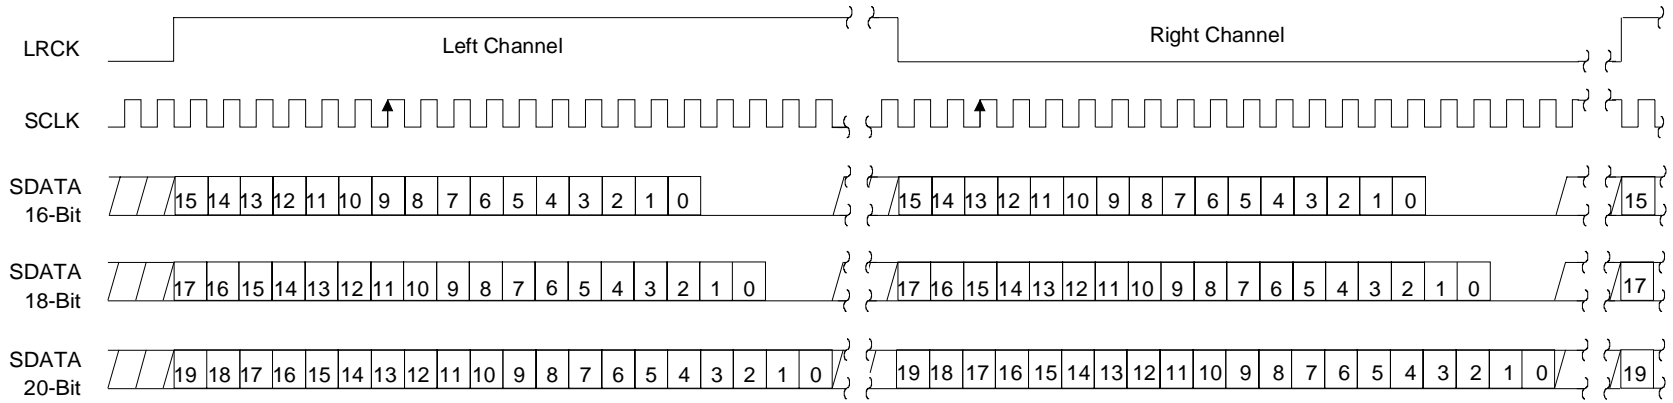 LRCK Left Channel Right Channel
SCLK
SDATA
16-Bit
15 14 13 12 11 10 9 8 7 6 5 4 3 2 1 0 15 14 13 12 11 10 9 8 7 6 5 4 3 2 1 0 15
SDATA
18-Bit
17 16 15 14 13 12 11 10 9 8 7 6 5 4 3 2 1 0 17 16 15 14 13 12 11 10 9 8 7 6 5 4 3 2 1 0 17
SDATA
20-Bit
19 18 17 16 15 14 13 12 11 10 9 8 7 6 5 4 3 2 1 0 19 18 17 16 15 14 13 12 11 10 9 8 7 6 5 4 3 2 1 0 19